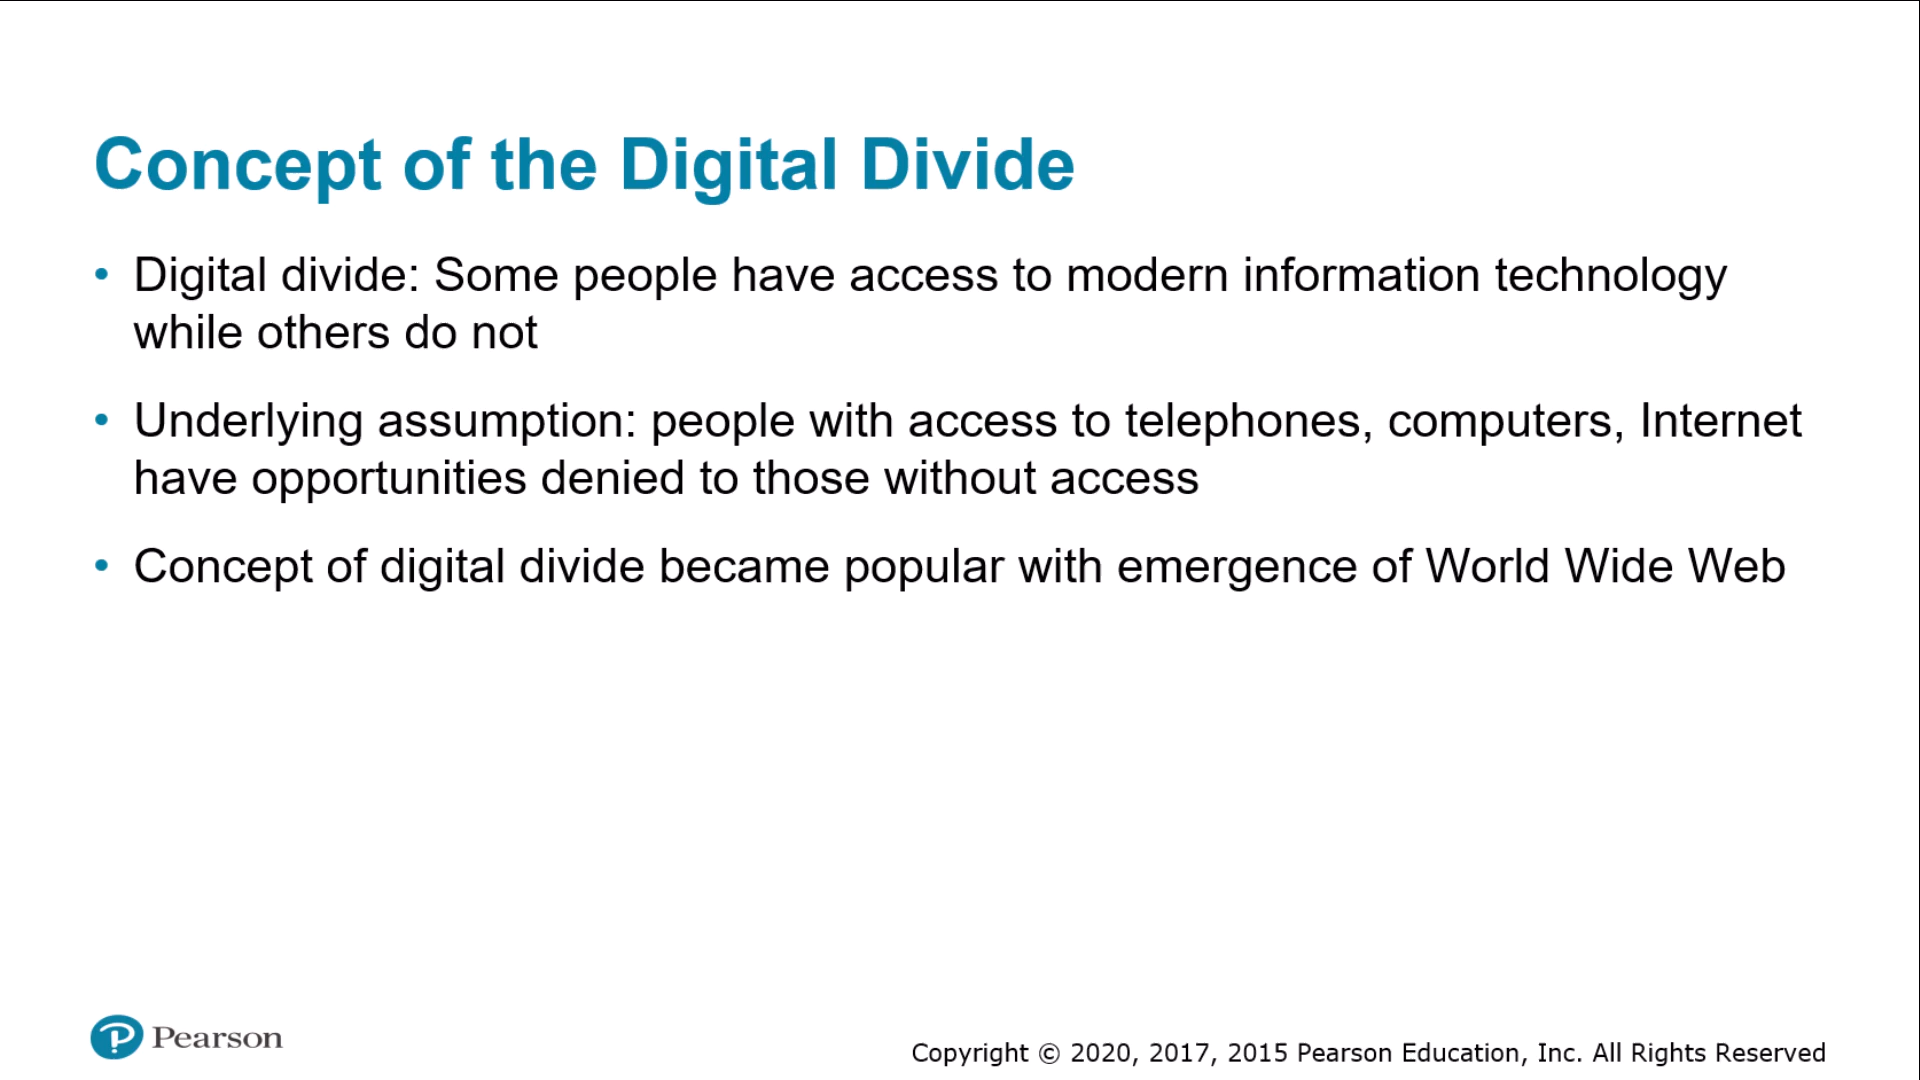 Concept of the Digital Divide
• Digital divide: Some people have access to modern information technology
while others do not
• Underlying assumption: people with access to telephones, computers, Internet
have opportunities denied to those without access
• Concept of digital divide became popular with emergence of World Wide Web
P Pearson
Copyright © 2020, 2017, 2015 Pearson Education, Inc. All Rights Reserved